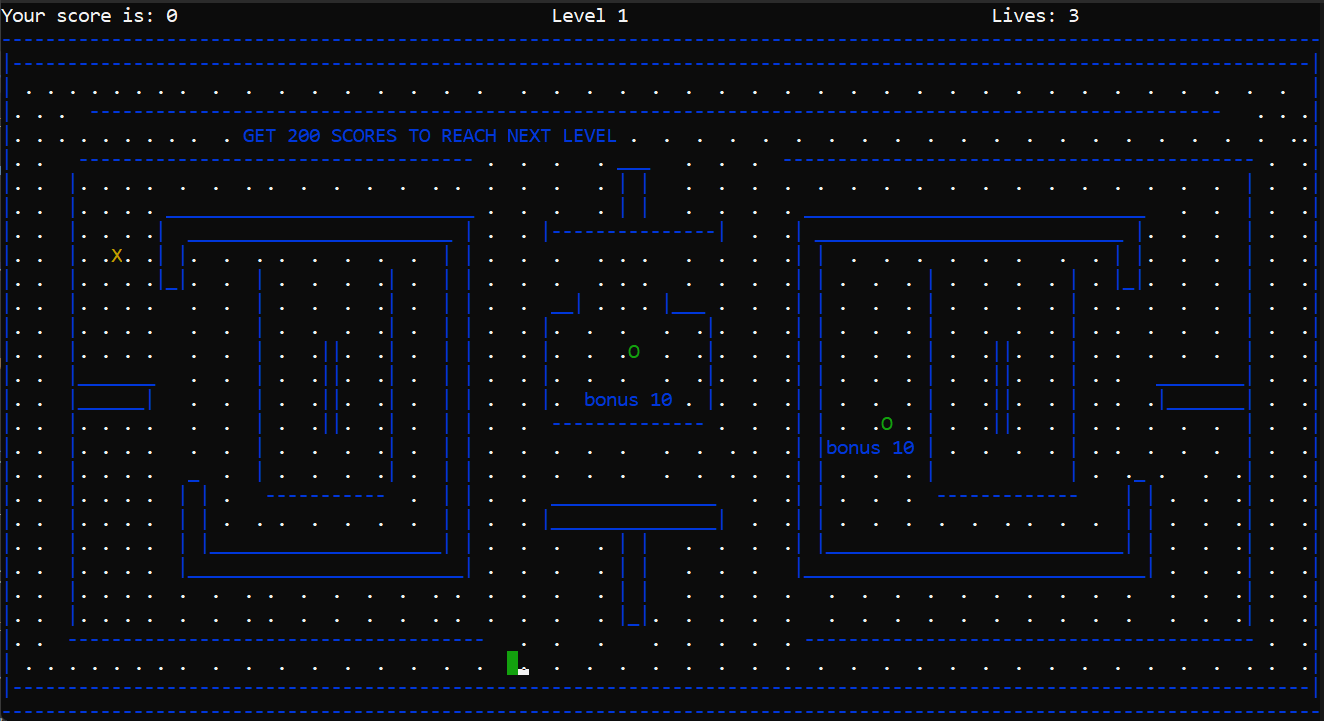 Your score is: 0 Level 1 Lives: 3
GET 200 SCORES TO REACH NEXT LEVEL
X
O
bonus 10
O
bonus 10